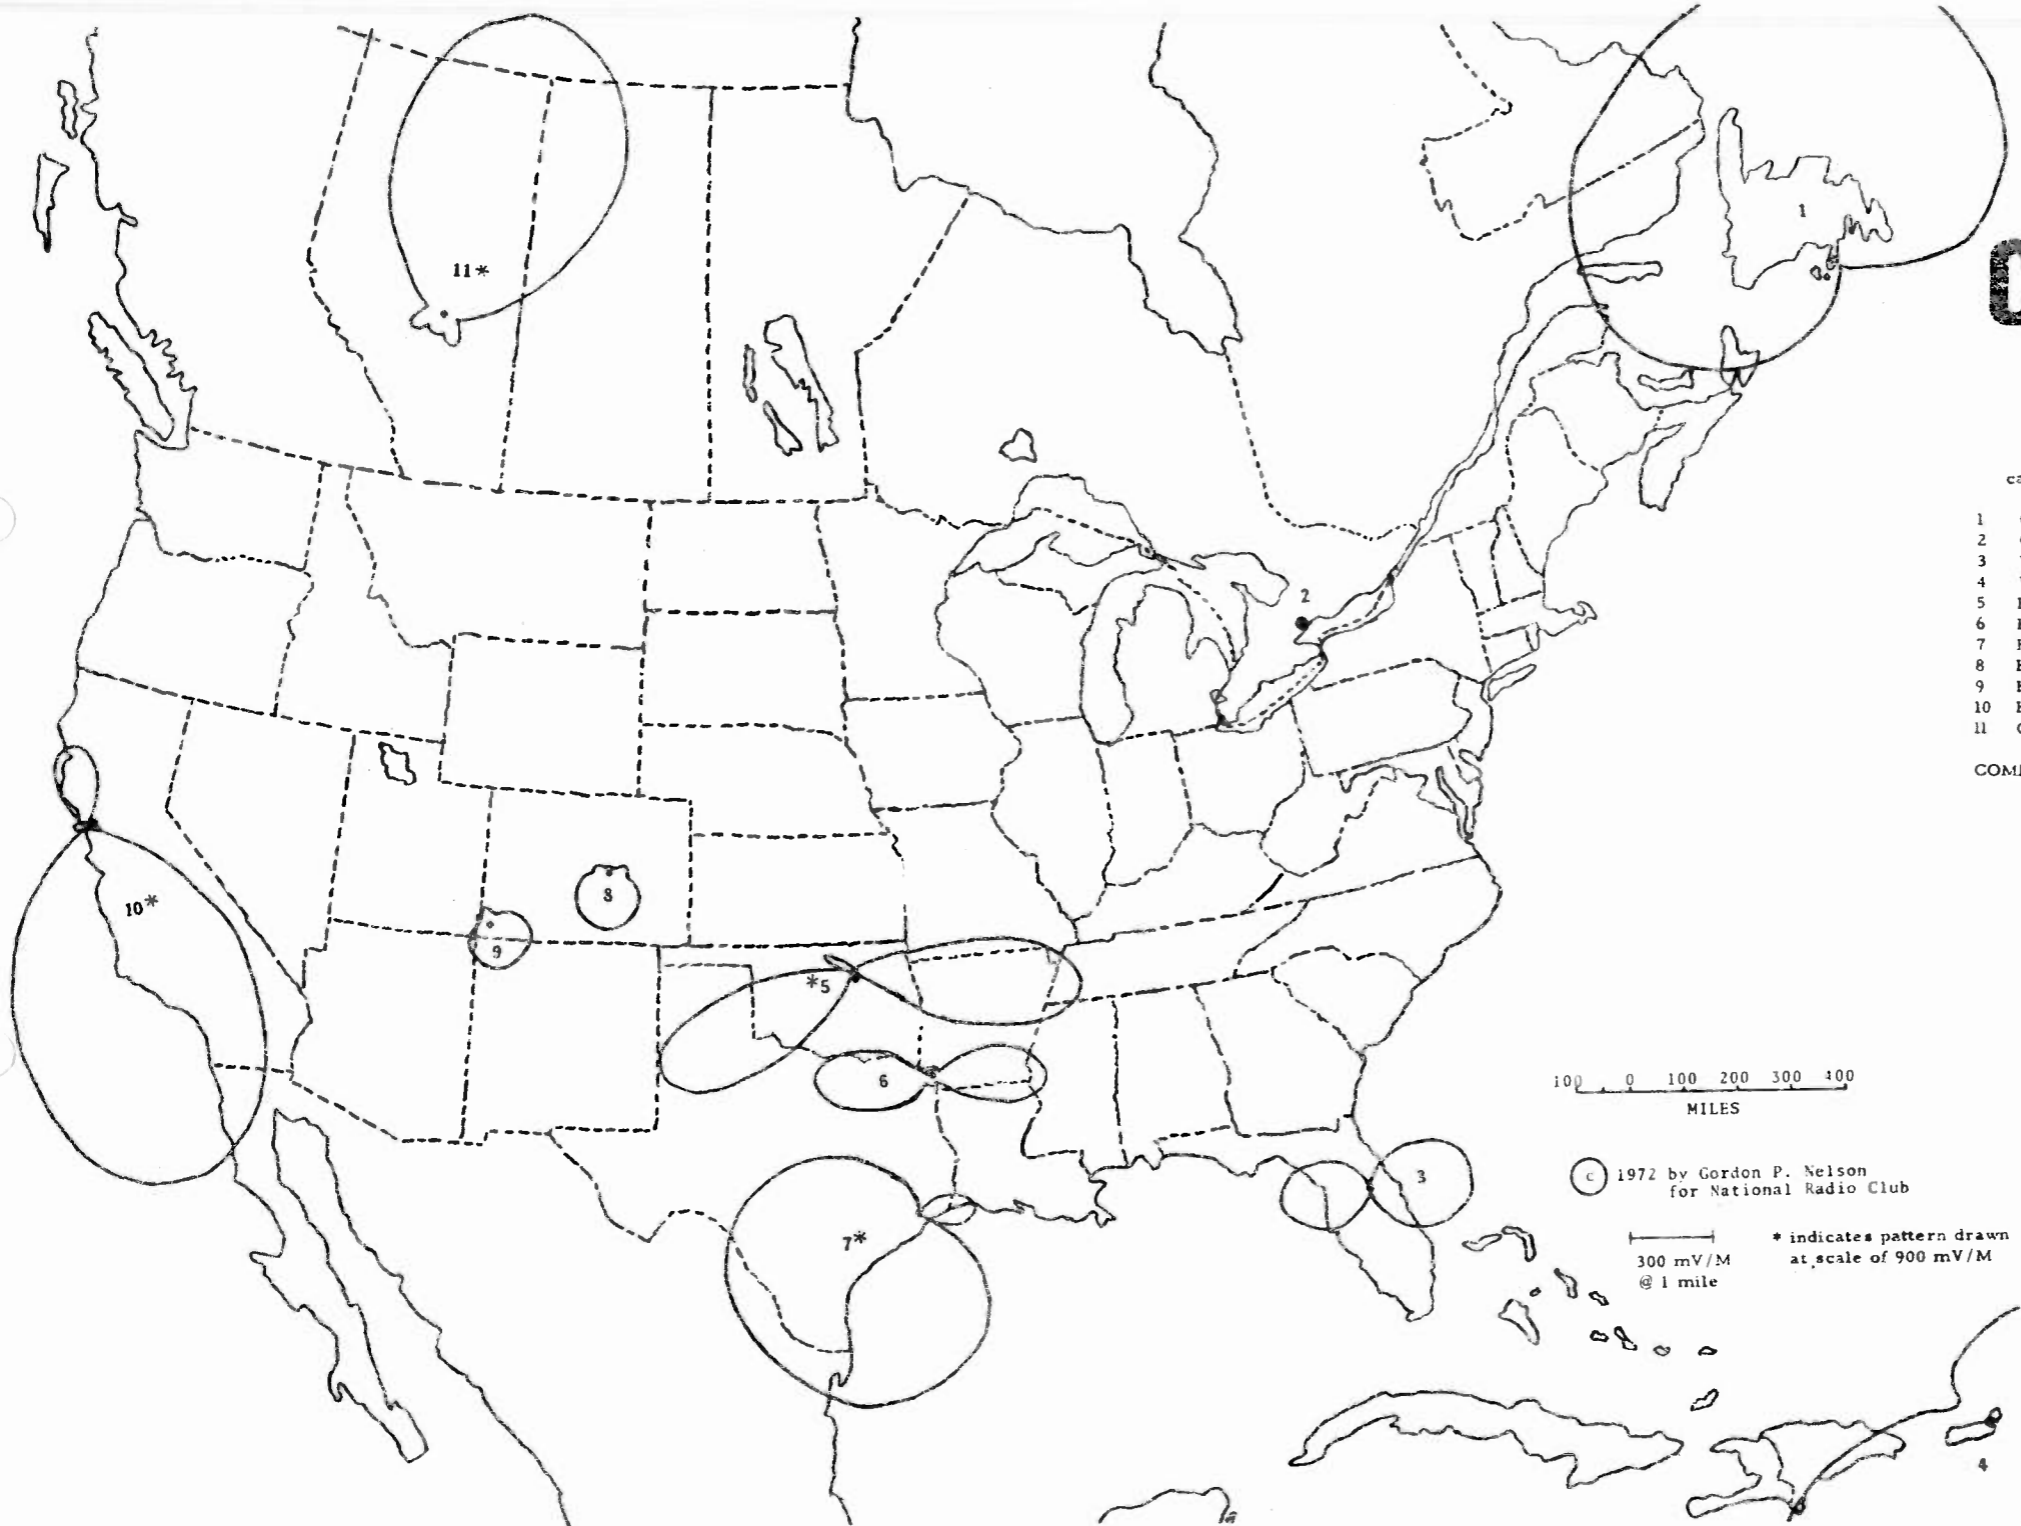 11*
1
ca
1
2
2
3
4
5
6
7
8
9
10
11
COM
10*
8
9
*5
6
7*
3
4
100 0 100 200 300 400
MILES
c 1972 by Gordon P. Nelson
for National Radio Club
300 mV/M
@ 1 mile
* indicates pattern drawn
at scale of 900 mV/M